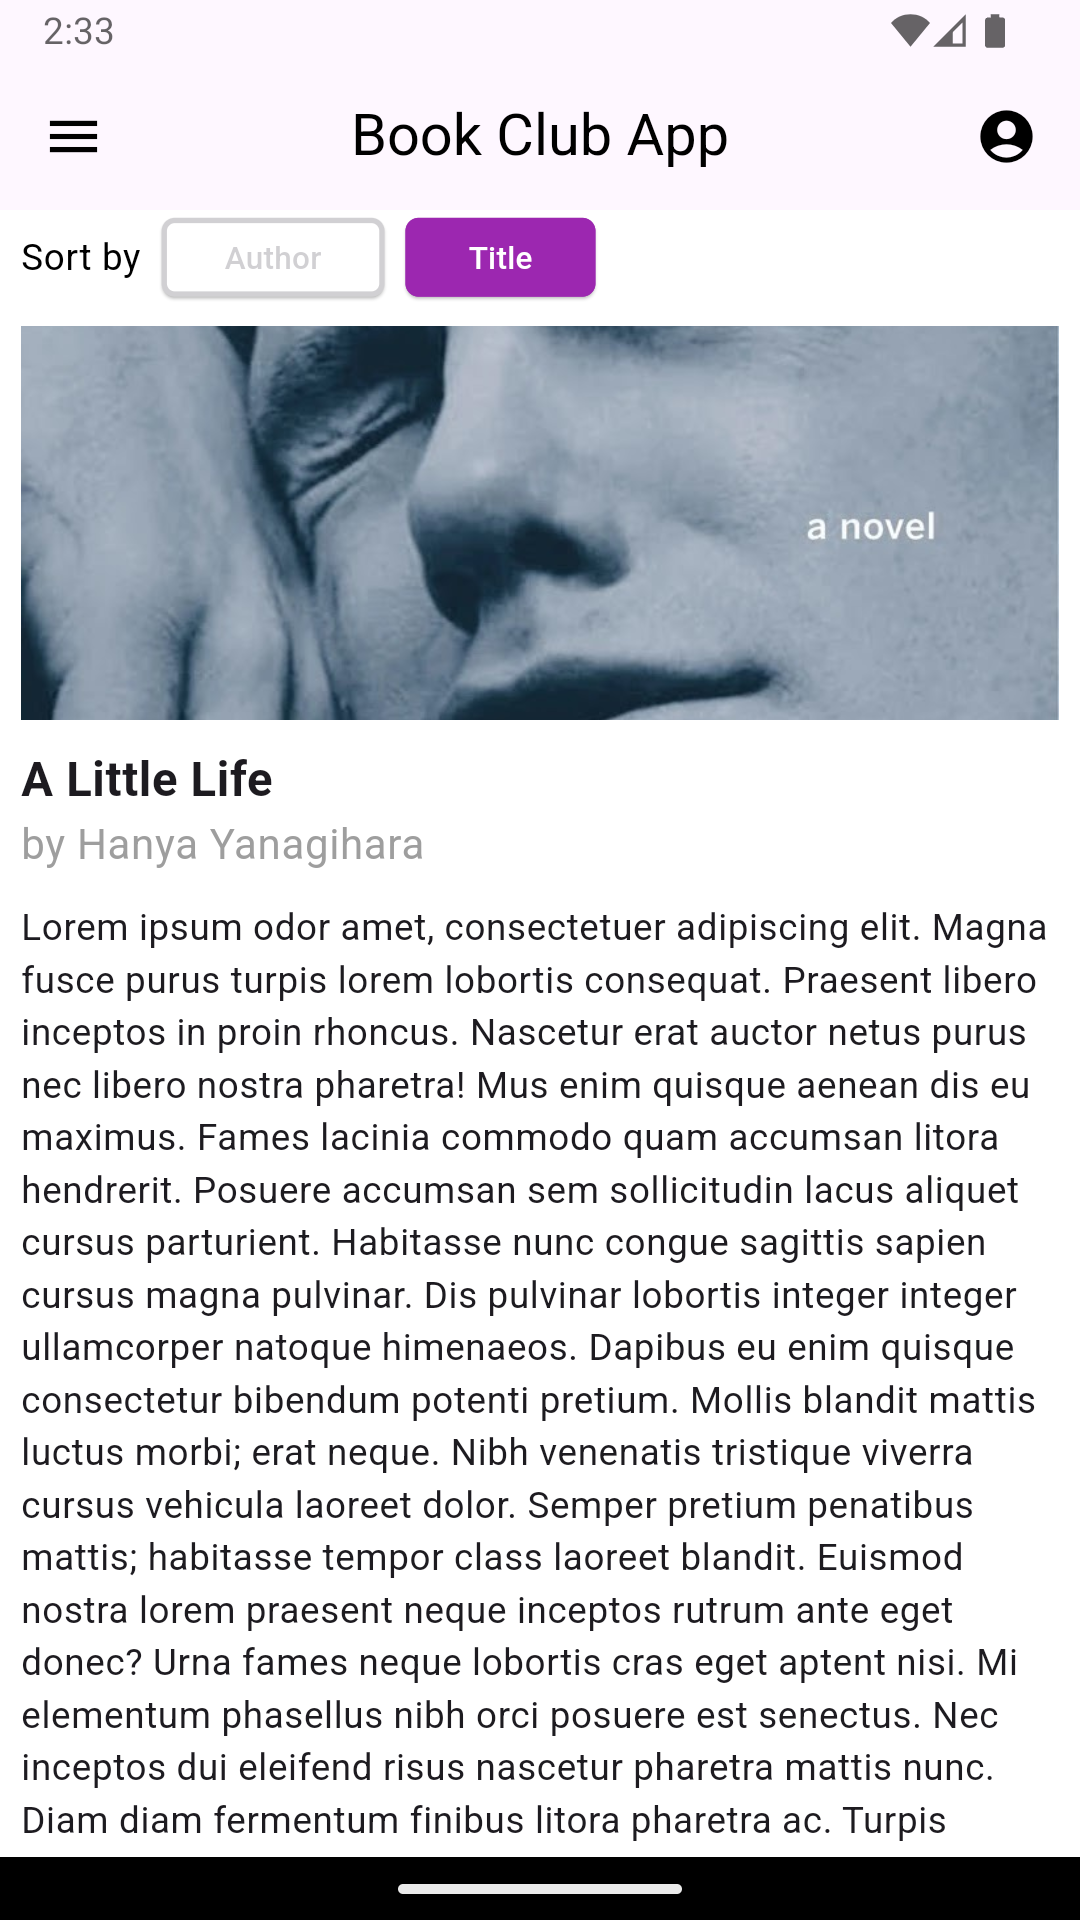 2:33
Book Club App
Sort by Author Title
a novel
A Little Life
by Hanya Yanagihara
Lorem ipsum odor amet, consectetuer adipiscing elit. Magna
fusce purus turpis lorem lobortis consequat. Praesent libero
inceptos in proin rhoncus. Nascetur erat auctor netus purus
nec libero nostra pharetra! Mus enim quisque aenean dis eu
maximus. Fames lacinia commodo quam accumsan litora
hendrerit. Posuere accumsan sem sollicitudin lacus aliquet
cursus parturient. Habitasse nunc congue sagittis sapien
cursus magna pulvinar. Dis pulvinar lobortis integer integer
ullamcorper natoque himenaeos. Dapibus eu enim quisque
consectetur bibendum potenti pretium. Mollis blandit mattis
luctus morbi; erat neque. Nibh venenatis tristique viverra
cursus vehicula laoreet dolor. Semper pretium penatibus
mattis; habitasse tempor class laoreet blandit. Euismod
nostra lorem praesent neque inceptos rutrum ante eget
donec? Urna fames neque lobortis cras eget aptent nisi. Mi
elementum phasellus nibh orci posuere est senectus. Nec
inceptos dui eleifend risus nascetur pharetra mattis nunc.
Diam diam fermentum finibus litora pharetra ac. Turpis